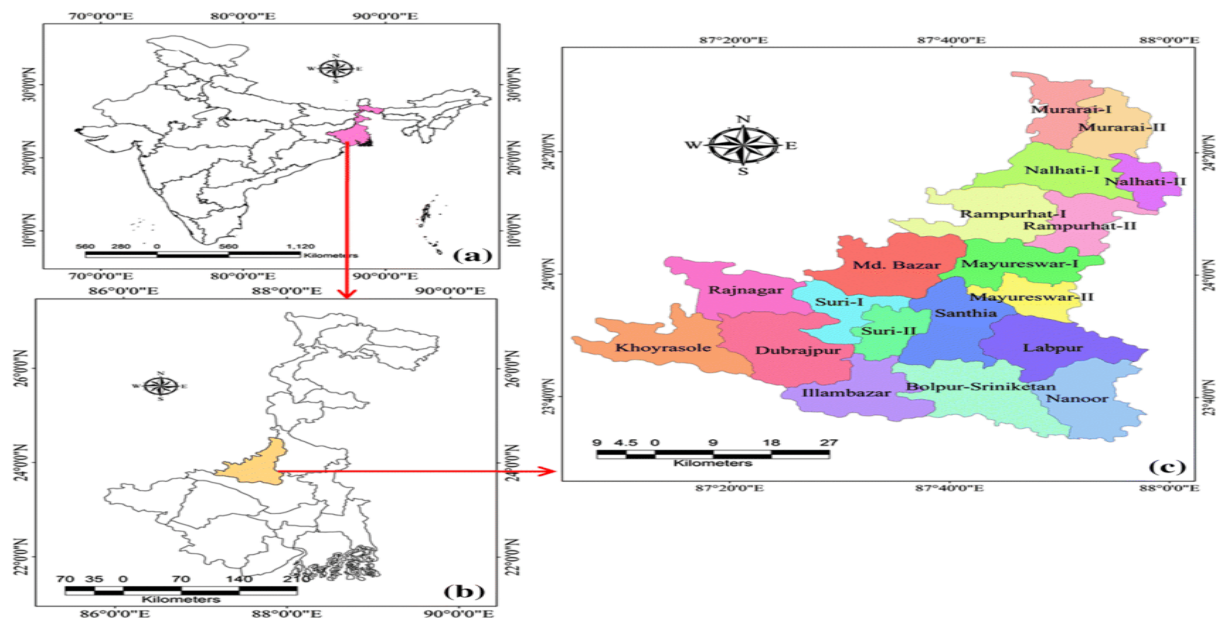 70°0'0"E 80°0'0"E 90°0'0"E
30°0'0"N
20°0'0"N
10°0'0"N
N
W E
S
30°0'0"N
20°0'0"N
10°0'0"N
560 280 0 560 1,120
Kilometers
(a)
70°0'0"E 80°0'0"E 90°0'0"E
86°0'0"E 88°0'0"E 90°0'0"E
26°0'0"N
24°0'0"N
22°0'0"N
N
W E
S
26°0'0"N
24°0'0"N
22°0'0"N
70 35 0 70 140 210
Kilometers
(b)
86°0'0"E 88°0'0"E 90°0'0"E
87°20'0"E 87°40'0"E 88°0'0"E
24°20'0"N
24°0'0"N
23°40'0"N
N
W E
S
Murarai-I
Murarai-II
Nalhati-I
Nalhati-II
Rampurhat-I
Rampurhat-II
Md. Bazar
Mayureswar-I
Rajnagar
Suri-I
Mayureswar-II
Santhia
Suri-II
Khoyrasole
Dubrajpur
Labpur
Illambazar
Bolpur-Sriniketan
Nanoor
24°20'0"N
24°0'0"N
23°40'0"N
9 4.5 0 9 18 27
Kilometers
(c)
87°20'0"E 87°40'0"E 88°0'0"E